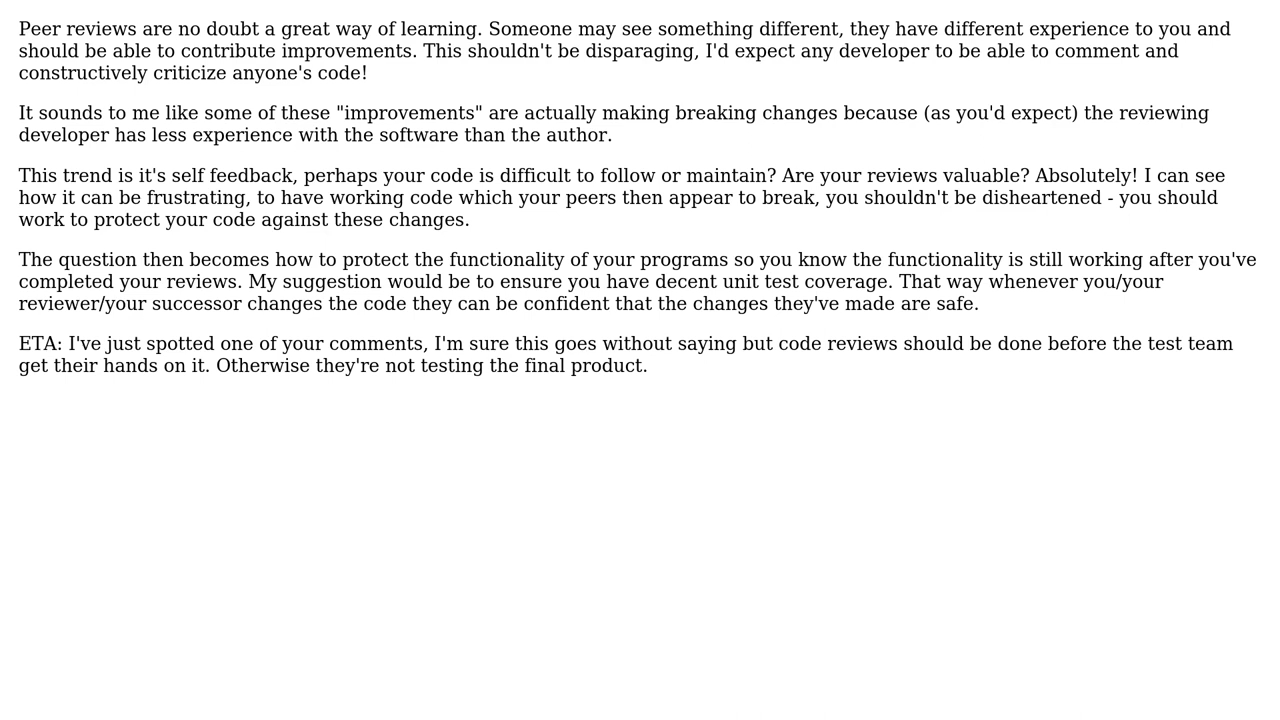 Peer reviews are no doubt a great way of learning. Someone may see something different, they have different experience to you and
should be able to contribute improvements. This shouldn't be disparaging, I'd expect any developer to be able to comment and
constructively criticize anyone's code!
It sounds to me like some of these "improvements" are actually making breaking changes because (as you'd expect) the reviewing
developer has less experience with the software than the author.
This trend is it's self feedback, perhaps your code is difficult to follow or maintain? Are your reviews valuable? Absolutely! I can see
how it can be frustrating, to have working code which your peers then appear to break, you shouldn't be disheartened - you should
work to protect your code against these changes.
The question then becomes how to protect the functionality of your programs so you know the functionality is still working after you've
completed your reviews. My suggestion would be to ensure you have decent unit test coverage. That way whenever you/your
reviewer/your successor changes the code they can be confident that the changes they've made are safe.
ETA: I've just spotted one of your comments, I'm sure this goes without saying but code reviews should be done before the test team
get their hands on it. Otherwise they're not testing the final product.